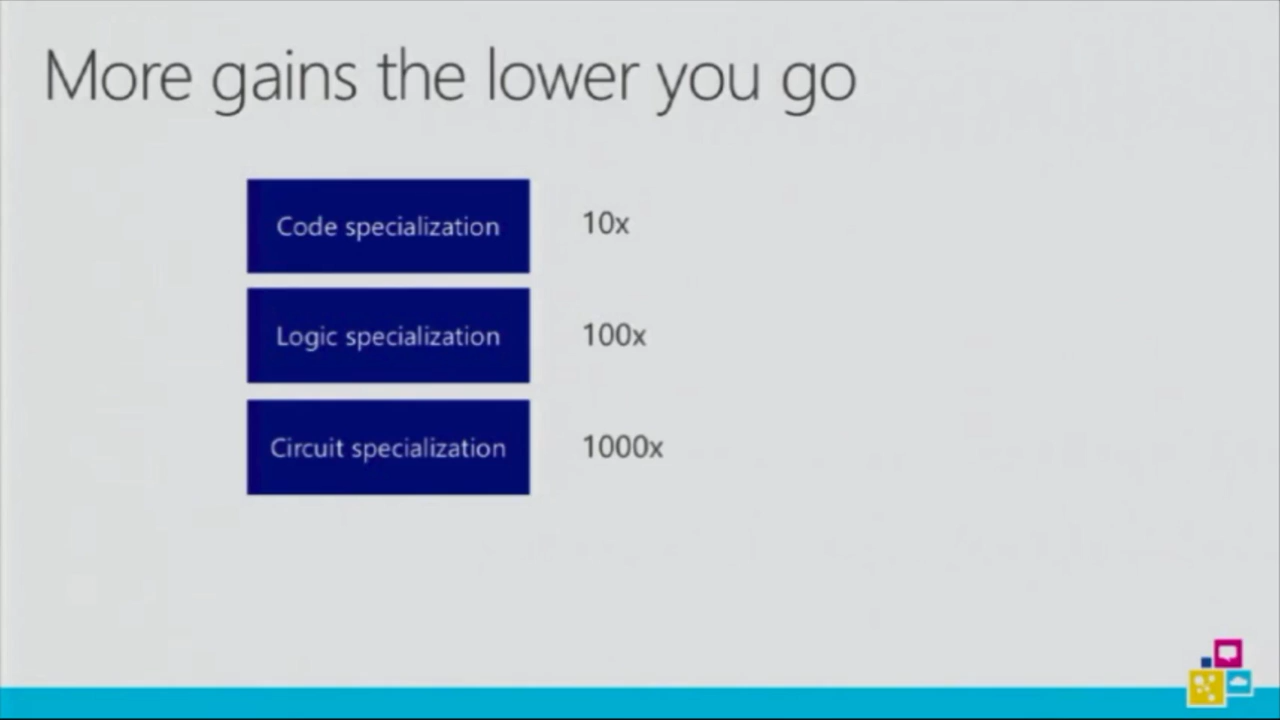 More gains the lower you go
Code specialization 10x
Logic specialization 100x
Circuit specialization 1000x